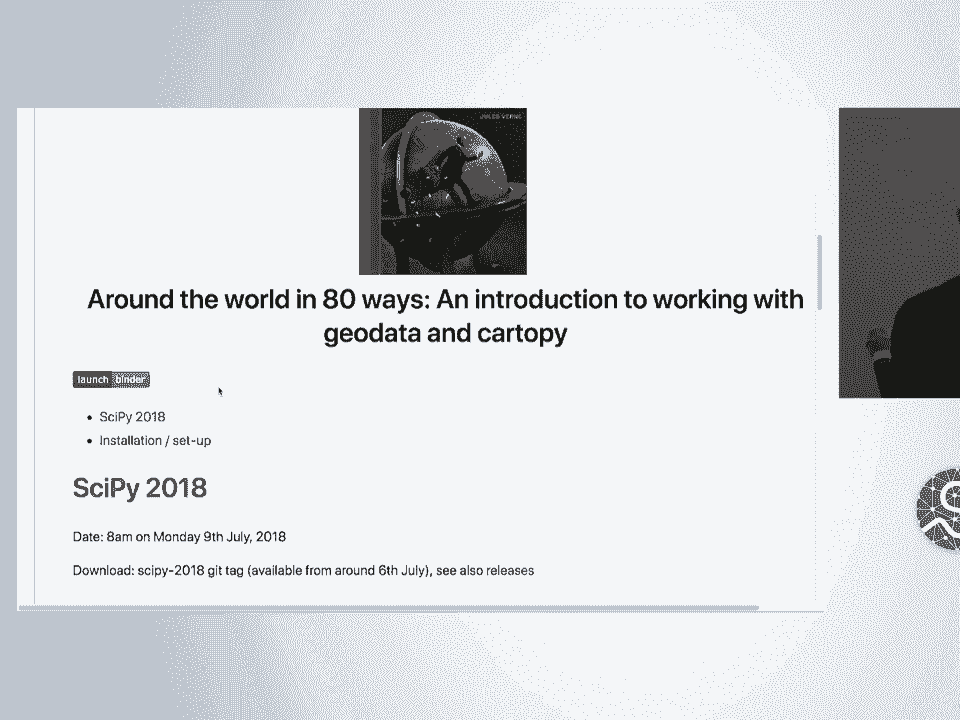 JULES VERNE
Around the world in 80 ways: An introduction to working with
geodata and cartopy
launch binder
SciPy 2018
Installation / set-up
SciPy 2018
Date: 8am on Monday 9th July, 2018
Download: scipy-2018 git tag (available from around 6th July), see also releases